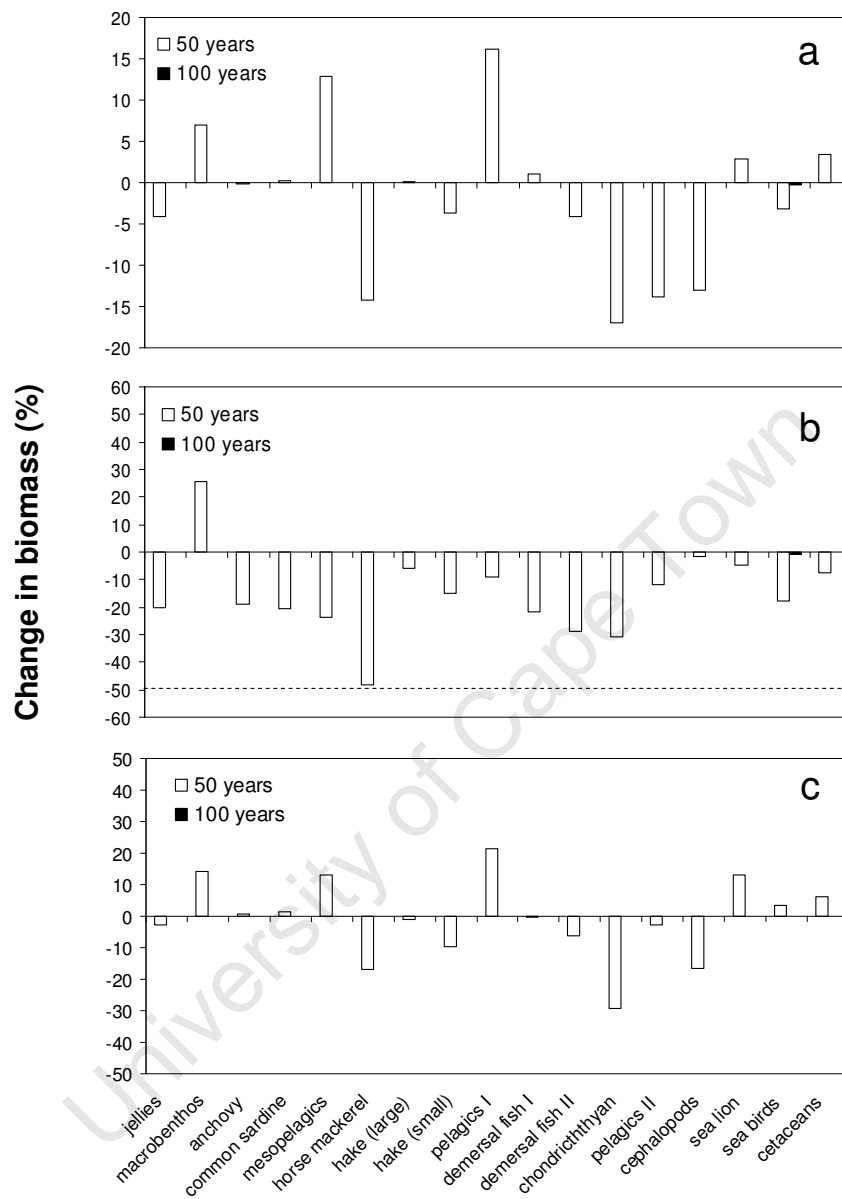 Change in biomass (%)
20
15
10
5
0
-5
-10
-15
-20
50 years
100 years
a
60
50
40
30
20
10
0
-10
-20
-30
-40
-50
-60
50 years
100 years
b
50
40
30
20
10
0
-10
-20
-30
-40
-50
50 years
100 years
c
jellies
macrobenthos
anchovy
common sardine
mesopelagics
horse mackerel
hake (large)
hake (small)
pelagics I
demersal fish I
demersal fish II
chondricththyan
pelagics II
cephalopods
sea lion
sea birds
cetaceans
University of Cape Town